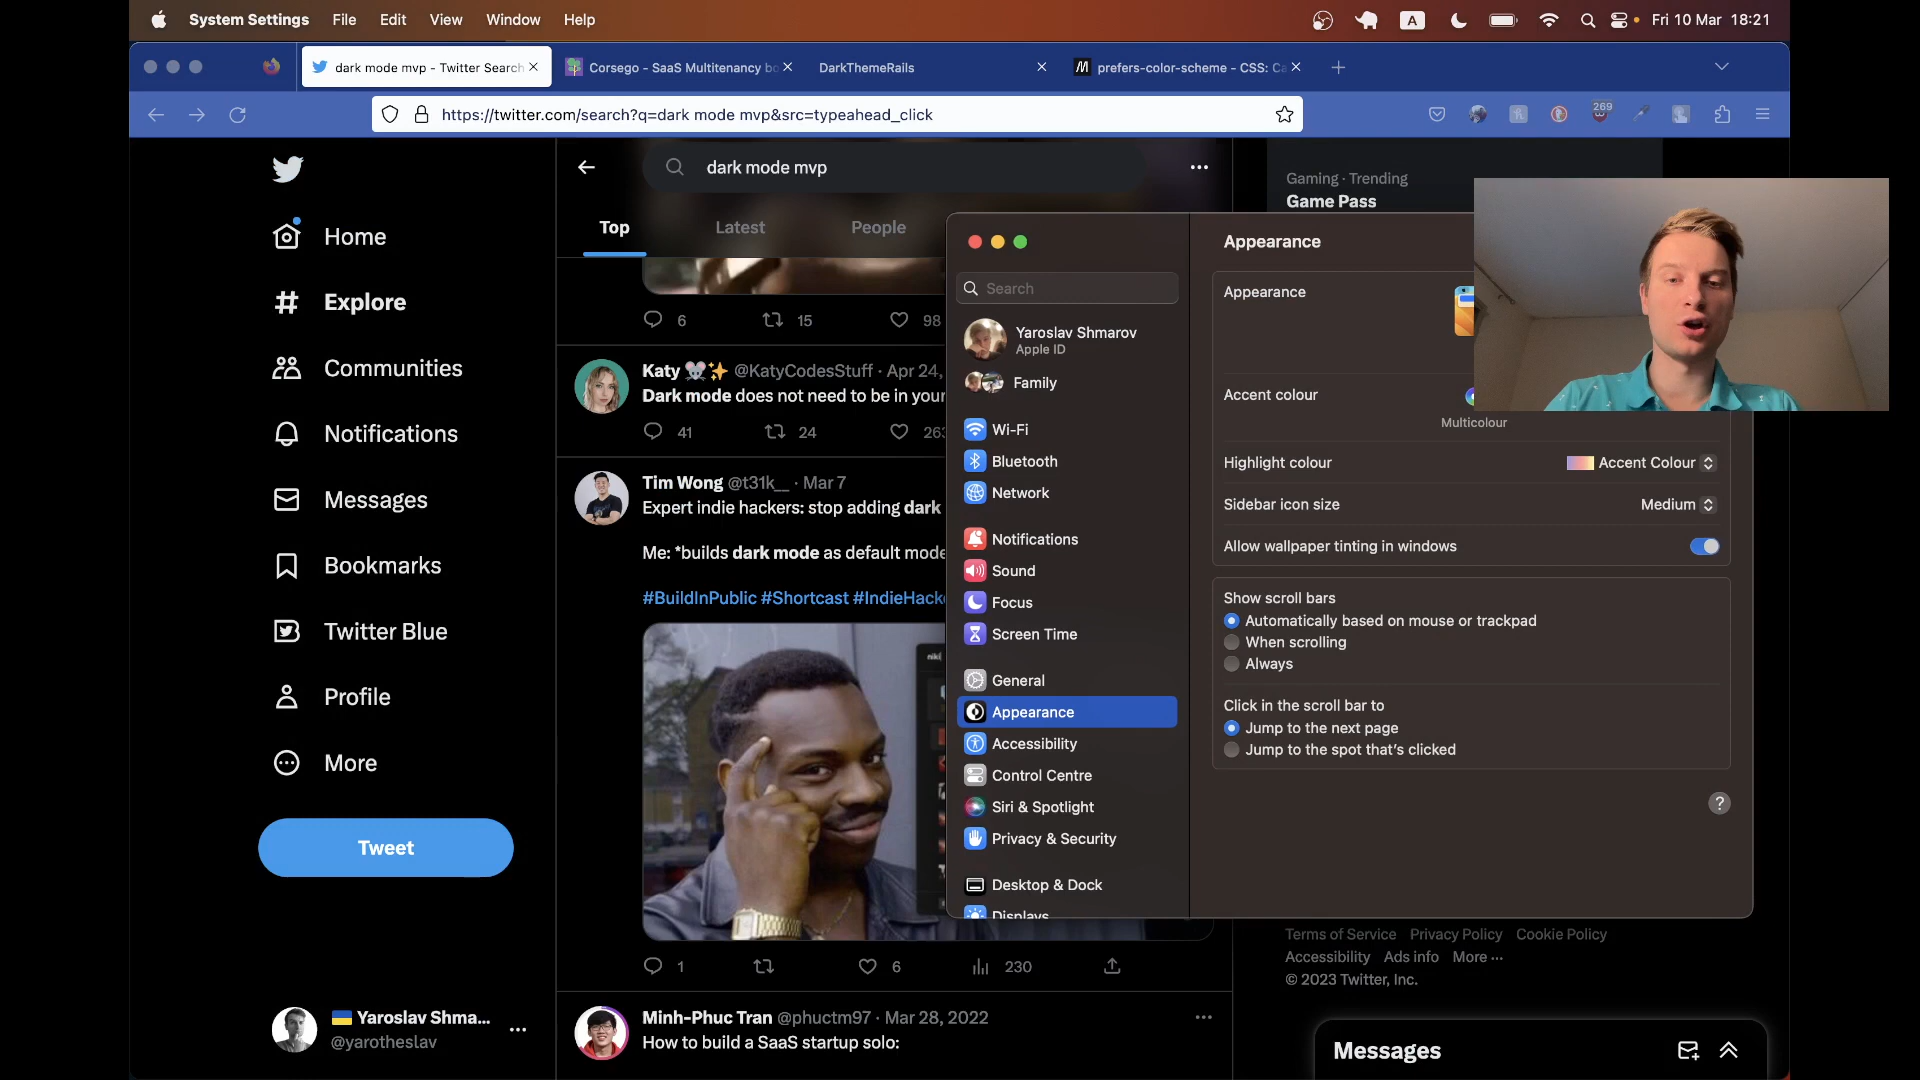 System Settings File Edit View Window Help
A
Fri 10 Mar 18:21
dark mode mvp - Twitter Search
Corsego - SaaS Multitenancy bo
DarkThemeRails
prefers-color-scheme - CSS: Ca
https://twitter.com/search?q=dark mode mvp&src=typeahead_click
269
dark mode mvp
Top
Latest
People
Home
Explore
Communities
Notifications
Messages
Bookmarks
Twitter Blue
Profile
More
Tweet
Yaroslav Shma...
@yarotheslav
6
15
98
Katy @KatyCodesStuff · Apr 24,
Dark mode does not need to be in your
41
24
263
Tim Wong @t31k__ · Mar 7
Expert indie hackers: stop adding dark
Me: *builds dark mode as default mode
#BuildInPublic #Shortcast #IndieHack
1
6
230
Minh-Phuc Tran @phuctm97 · Mar 28, 2022
How to build a SaaS startup solo:
Gaming · Trending
Game Pass
Search
Yaroslav Shmarov
Apple ID
Family
Wi-Fi
Bluetooth
Network
Notifications
Sound
Focus
Screen Time
General
Appearance
Accessibility
Control Centre
Siri & Spotlight
Privacy & Security
Desktop & Dock
Displays
Appearance
Appearance
Accent colour
Multicolour
Highlight colour
Accent Colour
Sidebar icon size
Medium
Allow wallpaper tinting in windows
Show scroll bars
Automatically based on mouse or trackpad
When scrolling
Always
Click in the scroll bar to
Jump to the next page
Jump to the spot that's clicked
?
Terms of Service Privacy Policy Cookie Policy
Accessibility Ads info More ...
© 2023 Twitter, Inc.
Messages